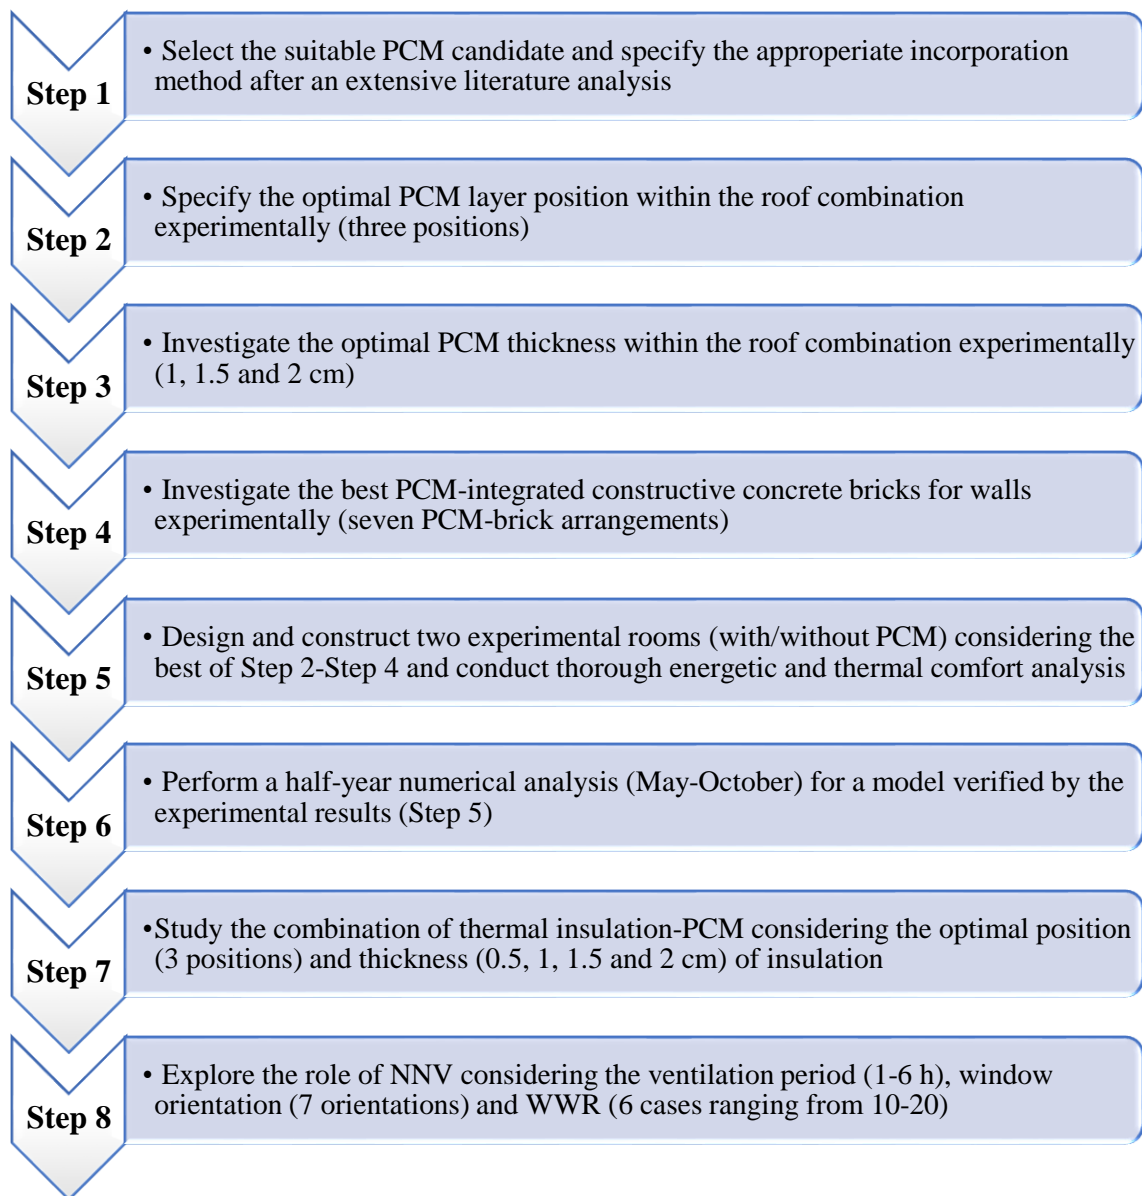 Step 1
• Select the suitable PCM candidate and specify the approperiate incorporation
method after an extensive literature analysis
Step 2
• Specify the optimal PCM layer position within the roof combination
experimentally (three positions)
Step 3
• Investigate the optimal PCM thickness within the roof combination experimentally
(1, 1.5 and 2 cm)
Step 4
• Investigate the best PCM-integrated constructive concrete bricks for walls
experimentally (seven PCM-brick arrangements)
Step 5
• Design and construct two experimental rooms (with/without PCM) considering the
best of Step 2-Step 4 and conduct thorough energetic and thermal comfort analysis
Step 6
• Perform a half-year numerical analysis (May-October) for a model verified by the
experimental results (Step 5)
Step 7
•Study the combination of thermal insulation-PCM considering the optimal position
(3 positions) and thickness (0.5, 1, 1.5 and 2 cm) of insulation
Step 8
• Explore the role of NNV considering the ventilation period (1-6 h), window
orientation (7 orientations) and WWR (6 cases ranging from 10-20)